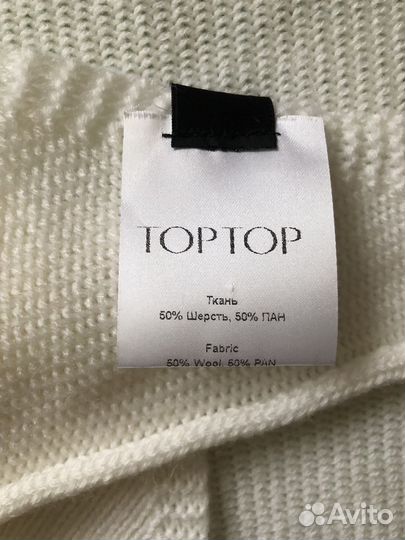 TOPTOP
Ткань
50% Шерсть, 50% ПАН
Fabric
50% Wool, 50% PAN
Avito